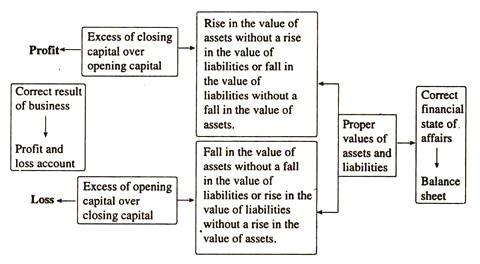 Profit
Excess of closing
capital over
opening capital
Rise in the value of
assets without a rise
in the value of
liabilities or fall in
the value of
liabilities without a
fall in the value of
assets.
Correct result
of business
Profit and
loss account
Proper
values of
assets and
liabilities
Correct
financial
state of
affairs
Balance
sheet
Loss
Excess of opening
capital over
closing capital
Fall in the value of
assets without a fall
in the value of
liabilities or rise in the
value of liabilities
without a rise in the
value of assets.